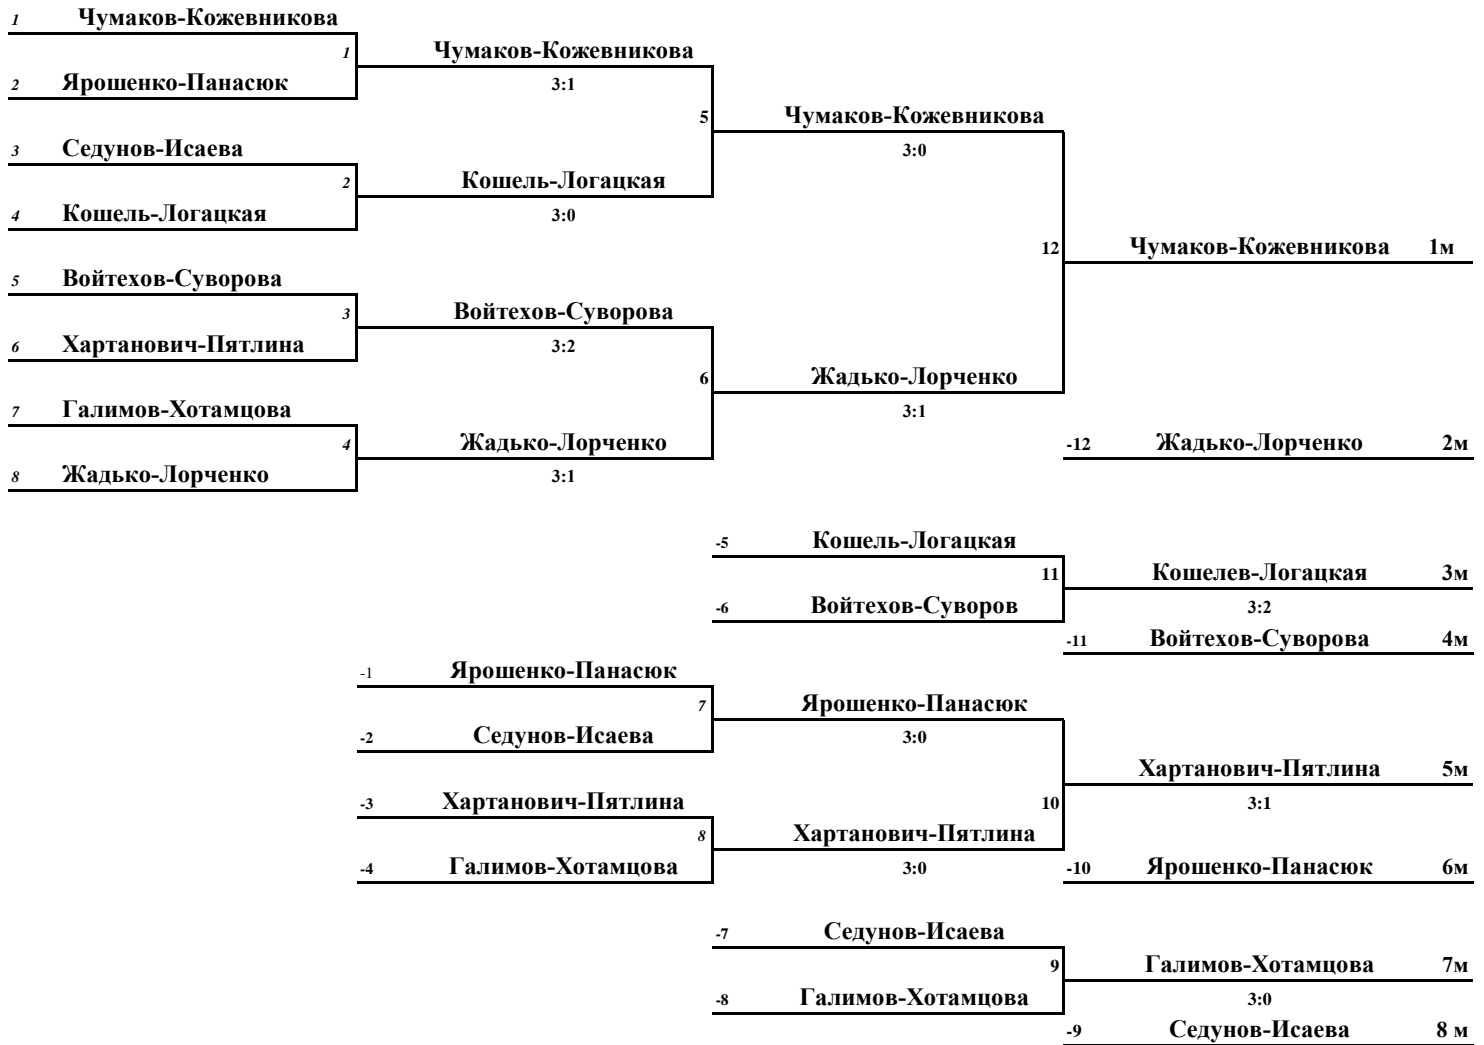 1 Чумаков-Кожевникова
1 Чумаков-Кожевникова
2 Ярошенко-Панасюк
3:1
5 Чумаков-Кожевникова
3 Седунов-Исаева
3:0
2 Кошель-Логацкая
4 Кошель-Логацкая
3:0
12 Чумаков-Кожевникова 1м
5 Войтехов-Суворова
3 Войтехов-Суворова
6 Хартанович-Пятлина
3:2
6 Жадько-Лорченко
7 Галимов-Хотамцова
3:1
4 Жадько-Лорченко
-12 Жадько-Лорченко 2м
8 Жадько-Лорченко
3:1
-5 Кошель-Логацкая
11 Кошелев-Логацкая 3м
-6 Войтехов-Суворов
3:2
-11 Войтехов-Суворова 4м
-1 Ярошенко-Панасюк
7 Ярошенко-Панасюк
-2 Седунов-Исаева
3:0
Хартанович-Пятлина 5м
-3 Хартанович-Пятлина
10
3:1
8 Хартанович-Пятлина
-4 Галимов-Хотамцова
3:0
-10 Ярошенко-Панасюк 6м
-7 Седунов-Исаева
9 Галимов-Хотамцова 7м
-8 Галимов-Хотамцова
3:0
-9 Седунов-Исаева 8 м